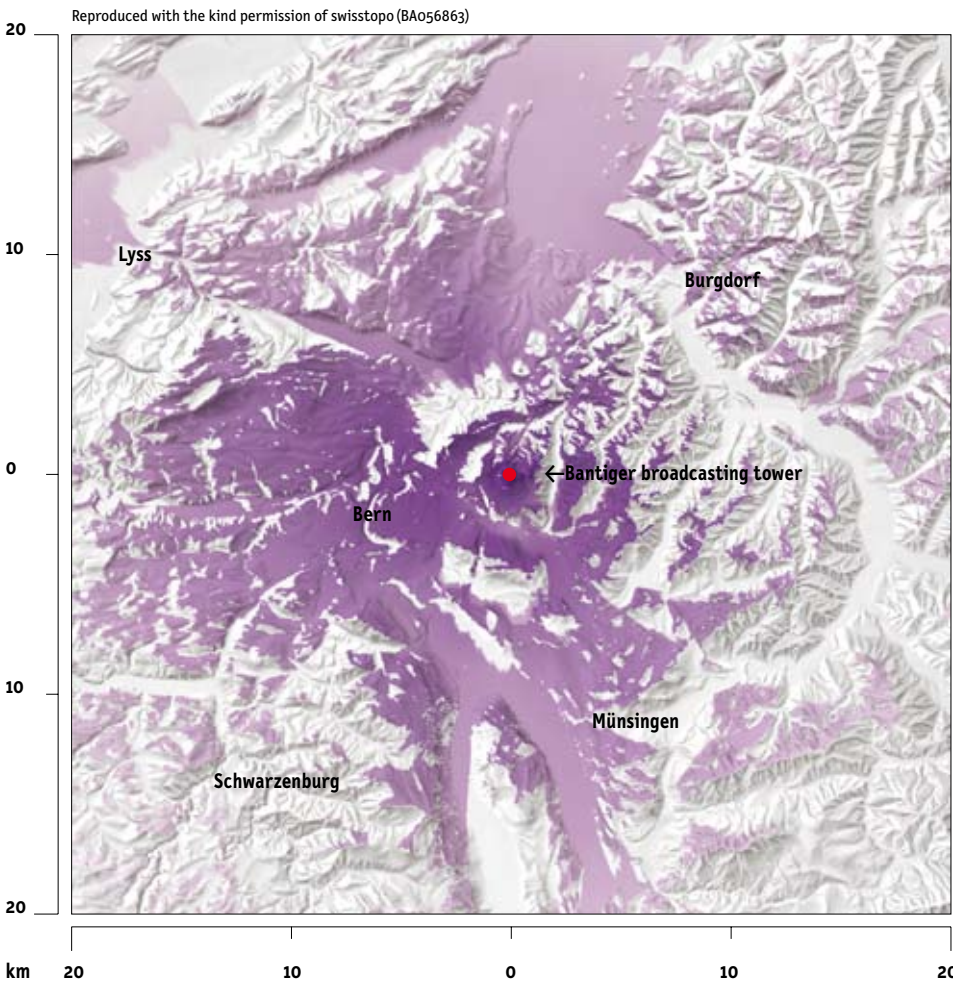 Reproduced with the kind permission of swisstopo (BA056863)
20
10
Lyss
Burgdorf
0
←Bantiger broadcasting tower
Bern
10
Münsingen
Schwarzenburg
20
km 20 10 0 10 20